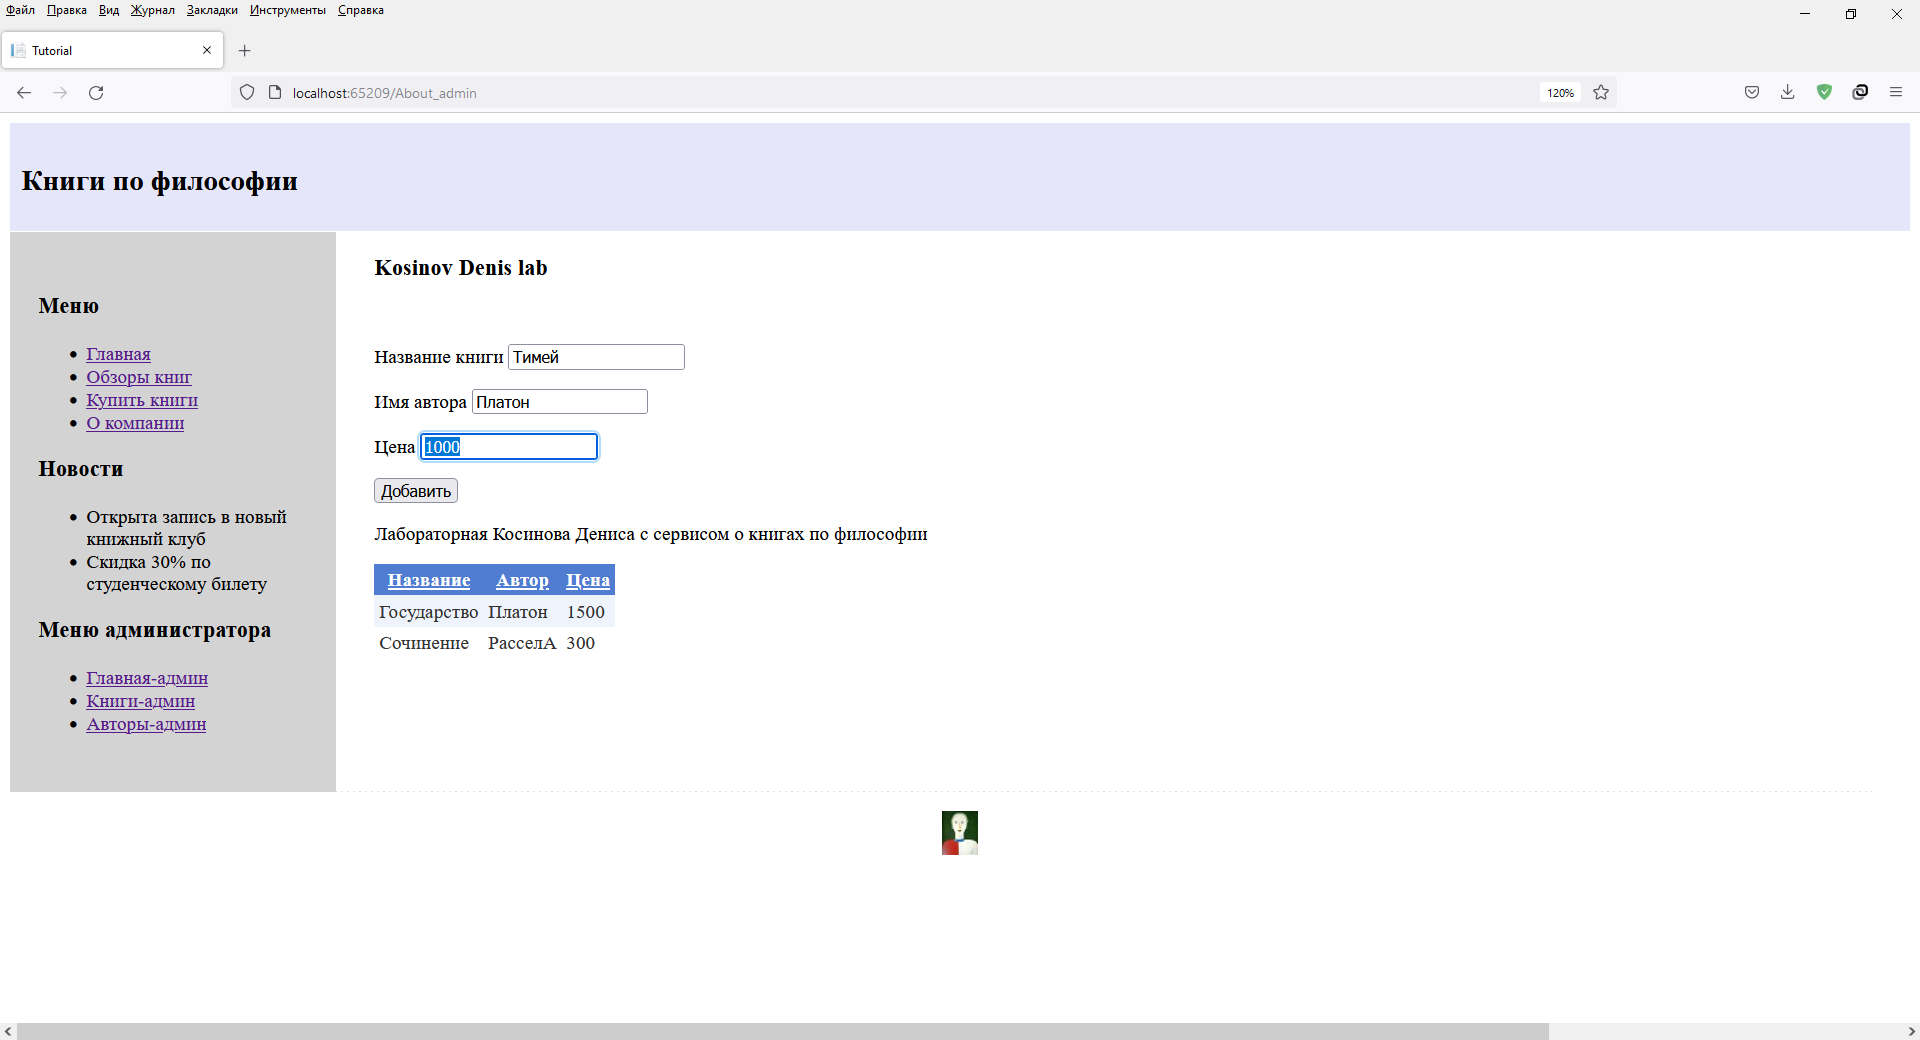 Файл Правка Вид Журнал Закладки Инструменты Справка
Tutorial
localhost:65209/About_admin
120%
Книги по философии
Меню
Главная
Обзоры книг
Купить книги
О компании
Новости
Открыта запись в новый
книжный клуб
Скидка 30% по
студенческому билету
Меню администратора
Главная-админ
Книги-админ
Авторы-админ
Kosinov Denis lab
Название книги Тимей
Имя автора Платон
Цена 1000
Добавить
Лабораторная Косинова Дениса с сервисом о книгах по философии
Название Автор Цена
Государство Платон 1500
Сочинение РасселА 300